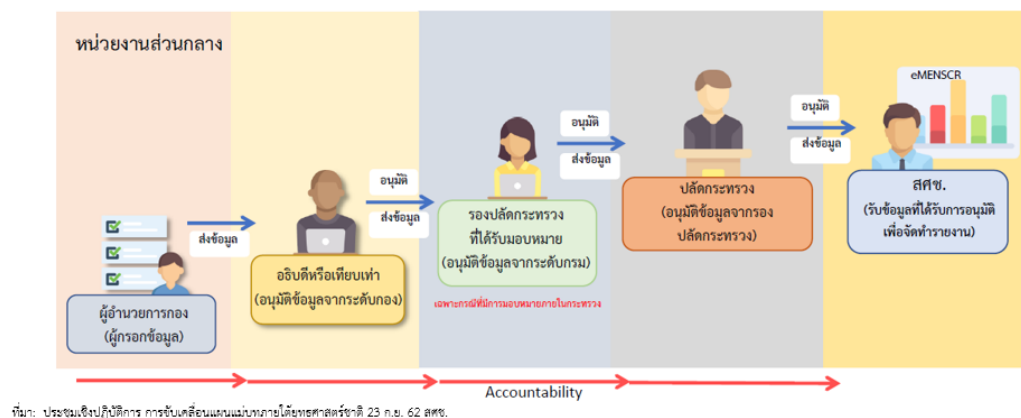 หน่วยงานส่วนกลาง
eMENSCR
อนุมัติ
ส่งข้อมูล
อนุมัติ
ส่งข้อมูล
อนุมัติ
ส่งข้อมูล
ส่งข้อมูล
ผู้อำนวยการกอง
(ผู้กรอกข้อมูล)
อธิบดีหรือเทียบเท่า
(อนุมัติข้อมูลจากระดับกอง)
รองปลัดกระทรวง
ที่ได้รับมอบหมาย
(อนุมัติข้อมูลจากระดับกรม)
เฉพาะกรณีที่มีการมอบหมายภายในกระทรวง
ปลัดกระทรวง
(อนุมัติข้อมูลจากรอง
ปลัดกระทรวง)
สศช.
(รับข้อมูลที่ได้รับการอนุมัติ
เพื่อจัดทำรายงาน)
Accountability
ที่มา: ประชุมเชิงปฏิบัติการ การขับเคลื่อนแผนแม่บทภายใต้ยุทธศาสตร์ชาติ 23 ก.ย. 62 สศช.